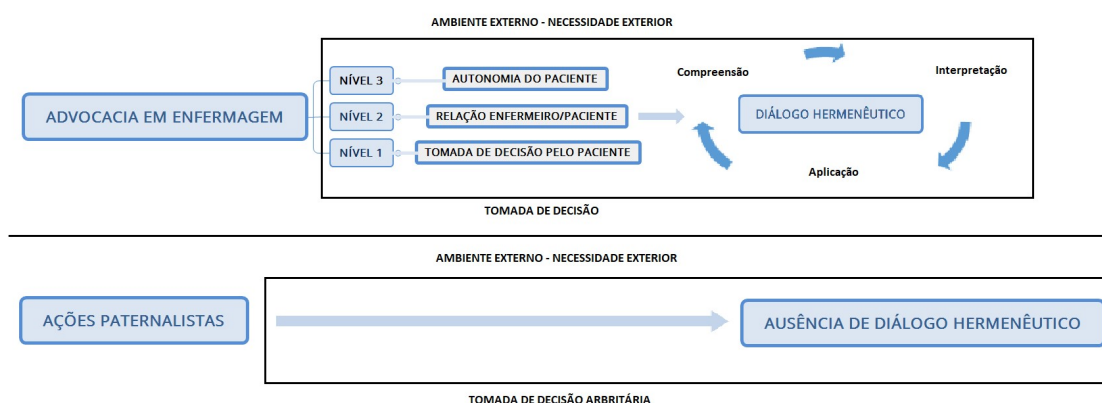 AMBIENTE EXTERNO - NECESSIDADE EXTERIOR
ADVOCACIA EM ENFERMAGEM
NÍVEL 3
AUTONOMIA DO PACIENTE
NÍVEL 2
RELAÇÃO ENFERMEIRO/PACIENTE
NÍVEL 1
TOMADA DE DECISÃO PELO PACIENTE
Compreensão
Interpretação
DIÁLOGO HERMENÊUTICO
Aplicação
TOMADA DE DECISÃO
AMBIENTE EXTERNO - NECESSIDADE EXTERIOR
AÇÕES PATERNALISTAS
AUSÊNCIA DE DIÁLOGO HERMENÊUTICO
TOMADA DE DECISÃO ARBRITÁRIA